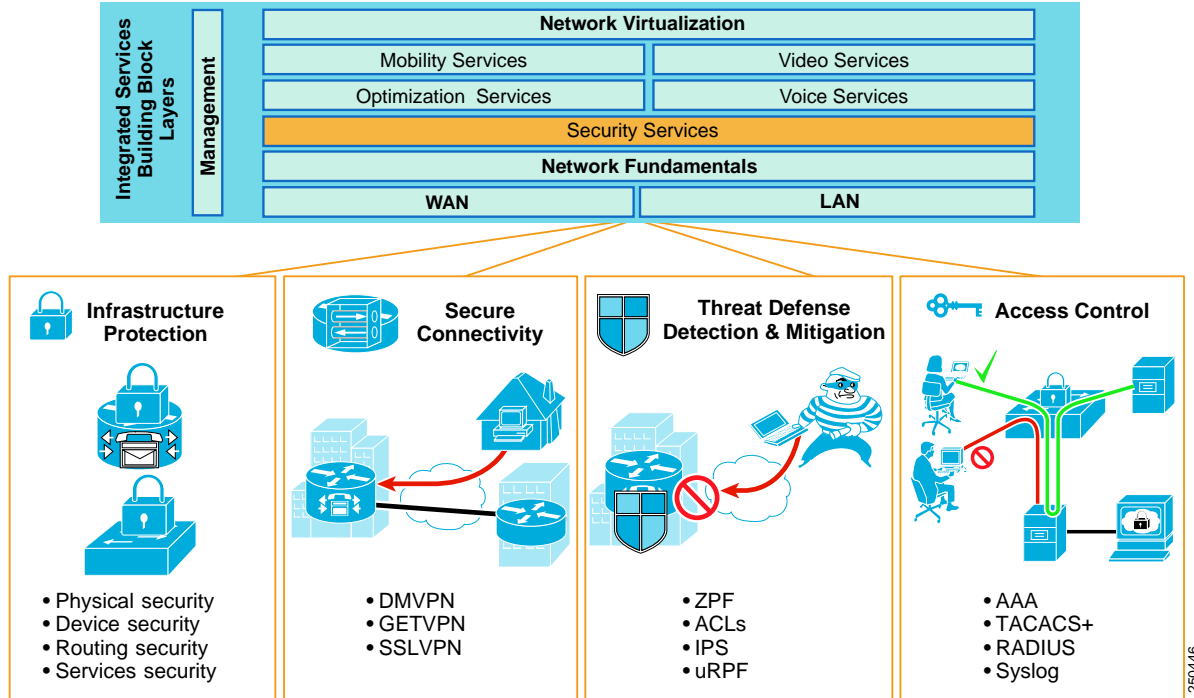 Integrated Services
Building Block
Layers
Management
Network Virtualization
Mobility Services
Video Services
Optimization Services
Voice Services
Security Services
Network Fundamentals
WAN
LAN
Infrastructure
Protection
• Physical security
• Device security
• Routing security
• Services security
Secure
Connectivity
• DMVPN
• GETVPN
• SSLVPN
Threat Defense
Detection & Mitigation
• ZPF
• ACLs
• IPS
• uRPF
Access Control
• AAA
• TACACS+
• RADIUS
• Syslog
250446